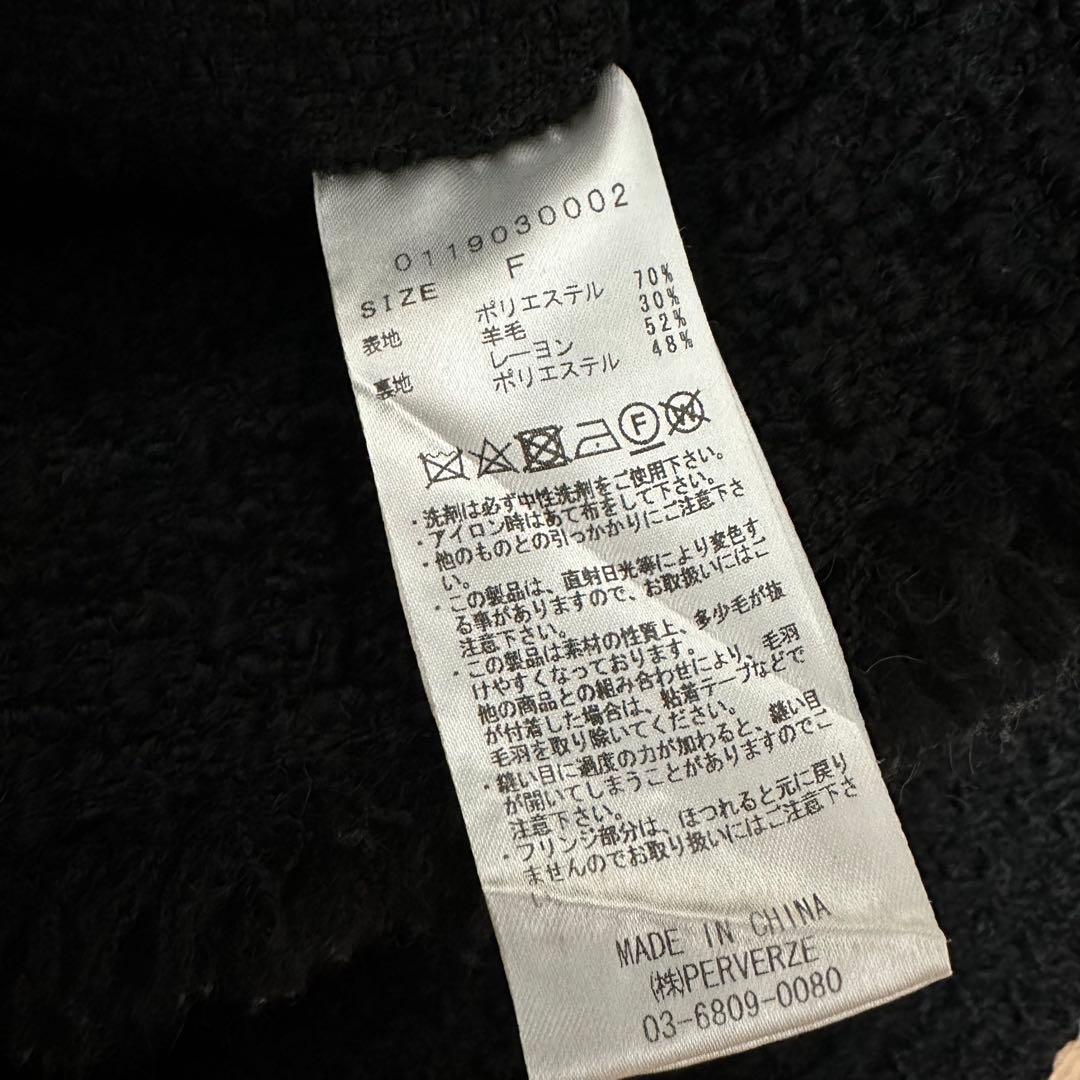 0119030002
SIZE F
表地 ポリエステル 70%
羊毛 30%
レーヨン 52%
裏地 ポリエステル 48%
F W
・洗剤は必ず中性洗剤をご使用下さい。
・アイロン時はあて布をして下さい。
・他のものとの引っかかりにご注意下さ
い。
・この製品は、直射日光等により変色す
る事がありますので、お取扱いにはご
注意下さい。
・この製品は素材の性質上、多少毛が抜
けやすくなっております。
他の商品との組み合わせにより、毛羽
が付着した場合は、粘着テープなどで
毛羽を取り除いてください。
・縫い目に過度の力が加わると、縫い目
が開いてしまうことがありますのでご
注意下さい。
・フリンジ部分は、ほつれると元に戻り
ませんのでお取り扱いにはご注意下さ
い
MADE IN CHINA
(株)PERVERZE
03-6809-0080